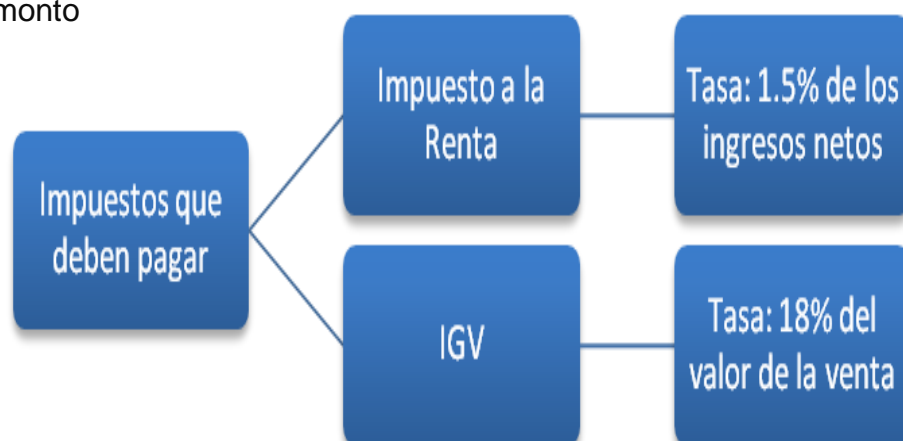 monto
Impuestos que
deben pagar
Impuesto a la
Renta
Tasa: 1.5% de los
ingresos netos
IGV
Tasa: 18% del
valor de la venta